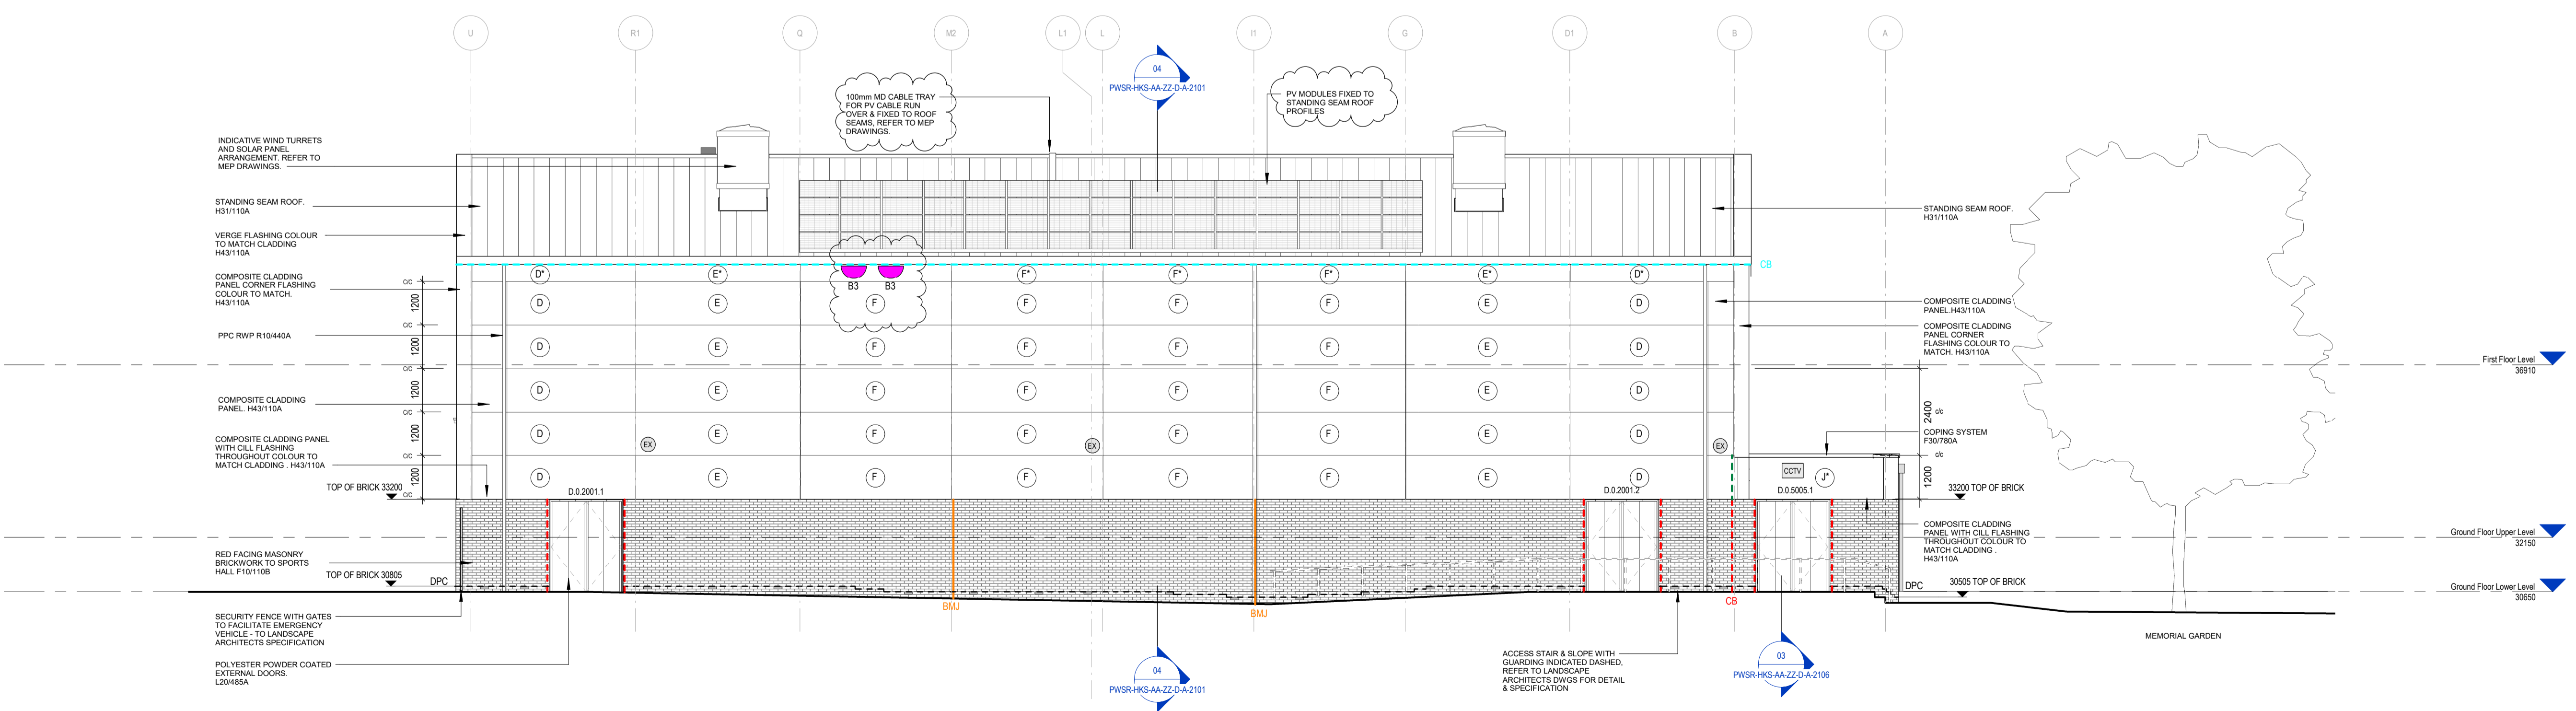 U
R1
Q
M2
L1
L
I1
G
D1
B
A
04
PWSR-HKS-AA-ZZ-D-A-2101
100mm MD CABLE TRAY
FOR PV CABLE RUN
OVER & FIXED TO ROOF
SEAMS, REFER TO MEP
DRAWINGS.
PV MODULES FIXED TO
STANDING SEAM ROOF
PROFILES
INDICATIVE WIND TURRETS
AND SOLAR PANEL
ARRANGEMENT. REFER TO
MEP DRAWINGS.
STANDING SEAM ROOF.
H31/110A
VERGE FLASHING COLOUR
TO MATCH CLADDING
H43/110A
COMPOSITE CLADDING
PANEL CORNER FLASHING
COLOUR TO MATCH.
H43/110A
PPC RWP R10/440A
COMPOSITE CLADDING
PANEL. H43/110A
COMPOSITE CLADDING PANEL
WITH CILL FLASHING
THROUGHOUT COLOUR TO
MATCH CLADDING . H43/110A
TOP OF BRICK 33200
RED FACING MASONRY
BRICKWORK TO SPORTS
HALL F10/110B
TOP OF BRICK 30805
DPC
SECURITY FENCE WITH GATES
TO FACILITATE EMERGENCY
VEHICLE - TO LANDSCAPE
ARCHITECTS SPECIFICATION
POLYESTER POWDER COATED
EXTERNAL DOORS.
L20/485A
c/c
1200
c/c
1200
c/c
1200
c/c
1200
c/c
1200
c/c
D*
E*
F*
F*
F*
E*
D*
CB
B3
B3
D
E
F
F
F
F
E
D
D
E
F
F
F
F
E
D
D
E
F
F
F
F
E
D
D
E
F
F
F
F
E
D
EX
EX
EX
D
E
F
F
F
F
E
D
CCTV
J*
D.0.2001.1
D.0.2001.2
D.0.5005.1
BMJ
BMJ
CB
STANDING SEAM ROOF.
H31/110A
COMPOSITE CLADDING
PANEL.H43/110A
COMPOSITE CLADDING
PANEL CORNER
FLASHING COLOUR TO
MATCH. H43/110A
2400
c/c
COPING SYSTEM
F30/780A
c/c
1200
33200 TOP OF BRICK
COMPOSITE CLADDING
PANEL WITH CILL FLASHING
THROUGHOUT COLOUR TO
MATCH CLADDING .
H43/110A
DPC
30505 TOP OF BRICK
First Floor Level
36910
Ground Floor Upper Level
32150
Ground Floor Lower Level
30650
MEMORIAL GARDEN
04
PWSR-HKS-AA-ZZ-D-A-2101
ACCESS STAIR & SLOPE WITH
GUARDING INDICATED DASHED,
REFER TO LANDSCAPE
ARCHITECTS DWGS FOR DETAIL
& SPECIFICATION
03
PWSR-HKS-AA-ZZ-D-A-2106